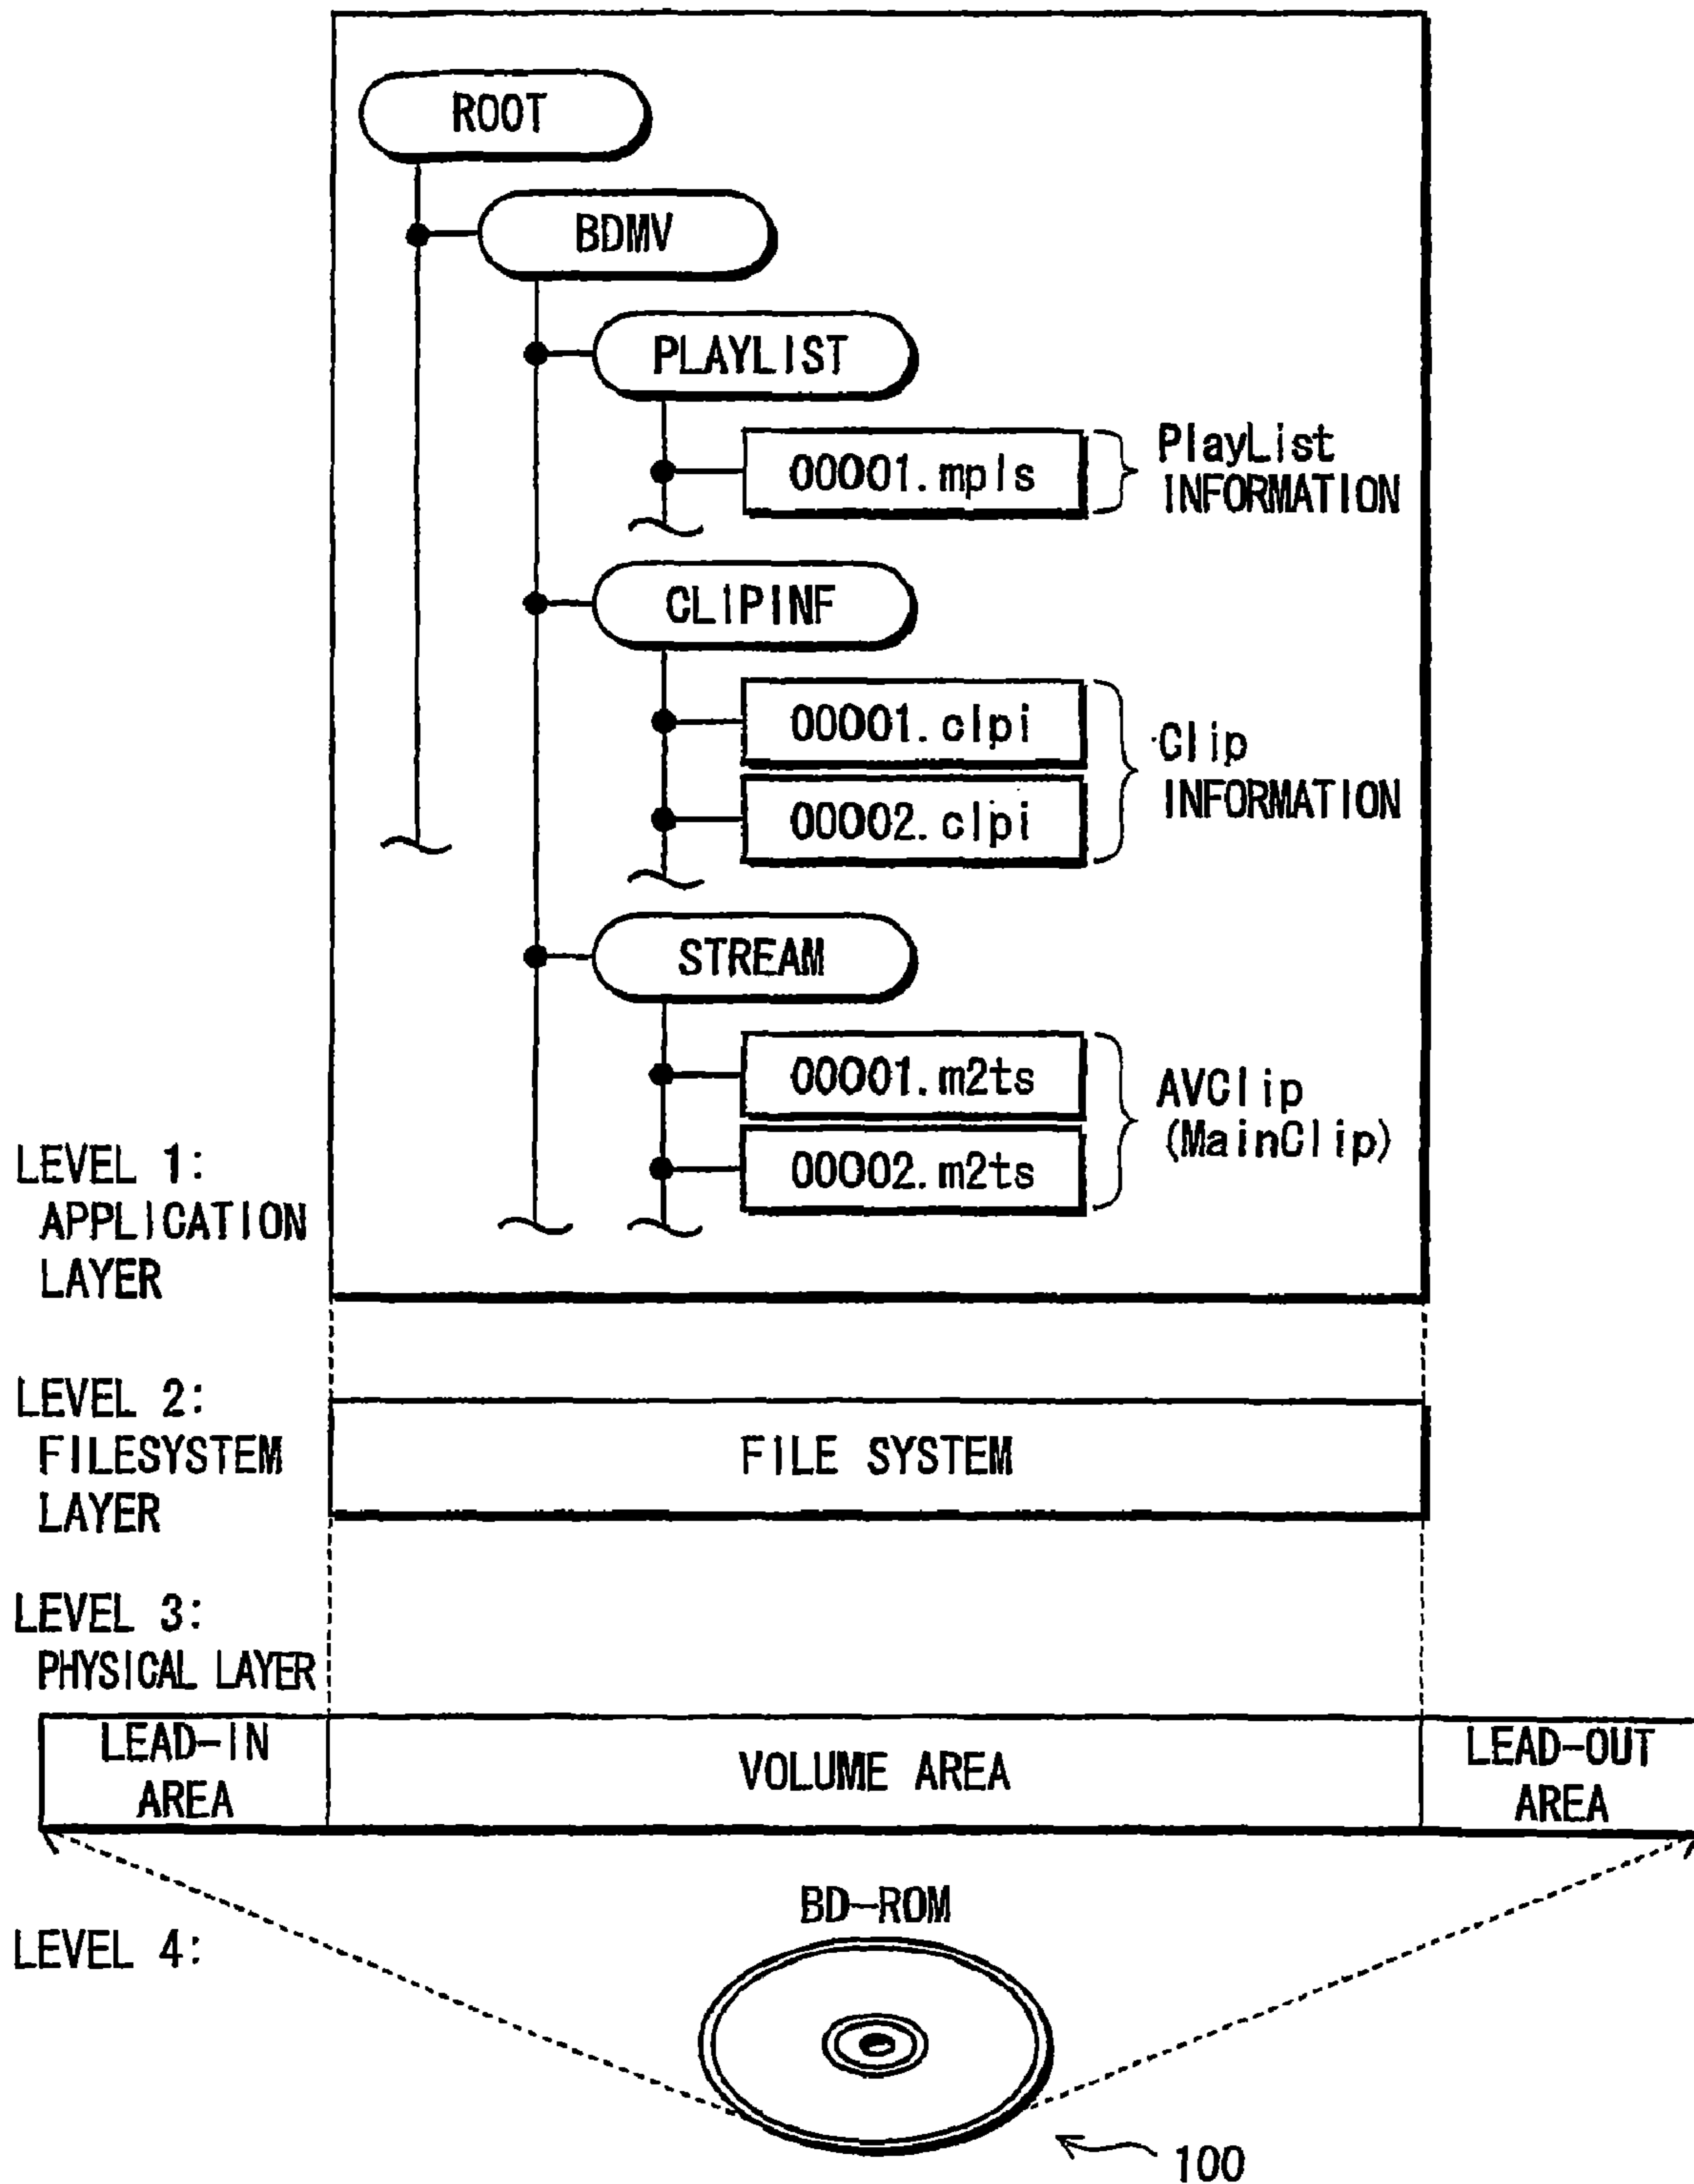 ROOT
BDMV
PLAYLIST
00001.mpls
PlayList
INFORMATION
CLIPINF
00001.clpi
00002.clpi
Clip
INFORMATION
STREAM
00001.m2ts
00002.m2ts
AVClip
(MainClip)
LEVEL 1:
APPLICATION
LAYER
LEVEL 2:
FILESYSTEM
LAYER
FILE SYSTEM
LEVEL 3:
PHYSICAL LAYER
LEAD-IN
AREA
VOLUME AREA
LEAD-OUT
AREA
LEVEL 4:
BD-ROM
100